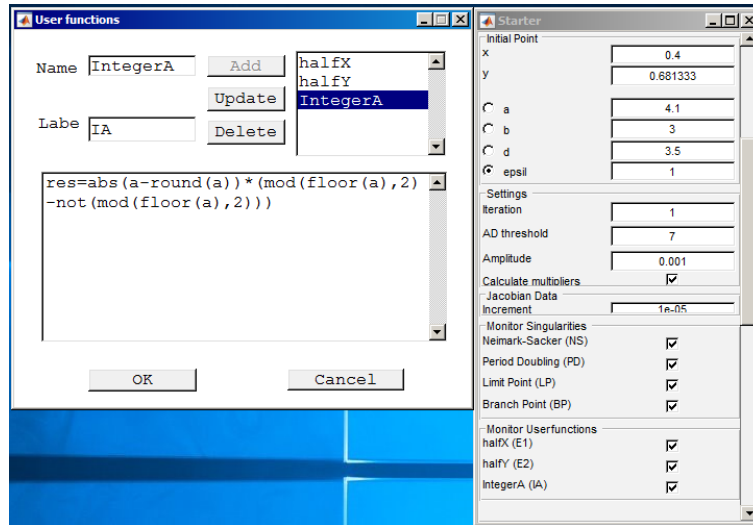 User functions
Name
IntegerA
Add
Update
Delete
halfX
halfY
IntegerA
Labe
IA
res=abs(a-round(a))*(mod(floor(a),2)
-not(mod(floor(a),2)))
OK
Cancel
Starter
Initial Point
x 0.4
y 0.681333
a 4.1
b 3
d 3.5
epsil 1
Settings
Iteration 1
AD threshold 7
Amplitude 0.001
Calculate multipliers
Jacobian Data
Increment 1e-05
Monitor Singularities
Neimark-Sacker (NS)
Period Doubling (PD)
Limit Point (LP)
Branch Point (BP)
Monitor Userfunctions
halfX (E1)
halfY (E2)
IntegerA (IA)